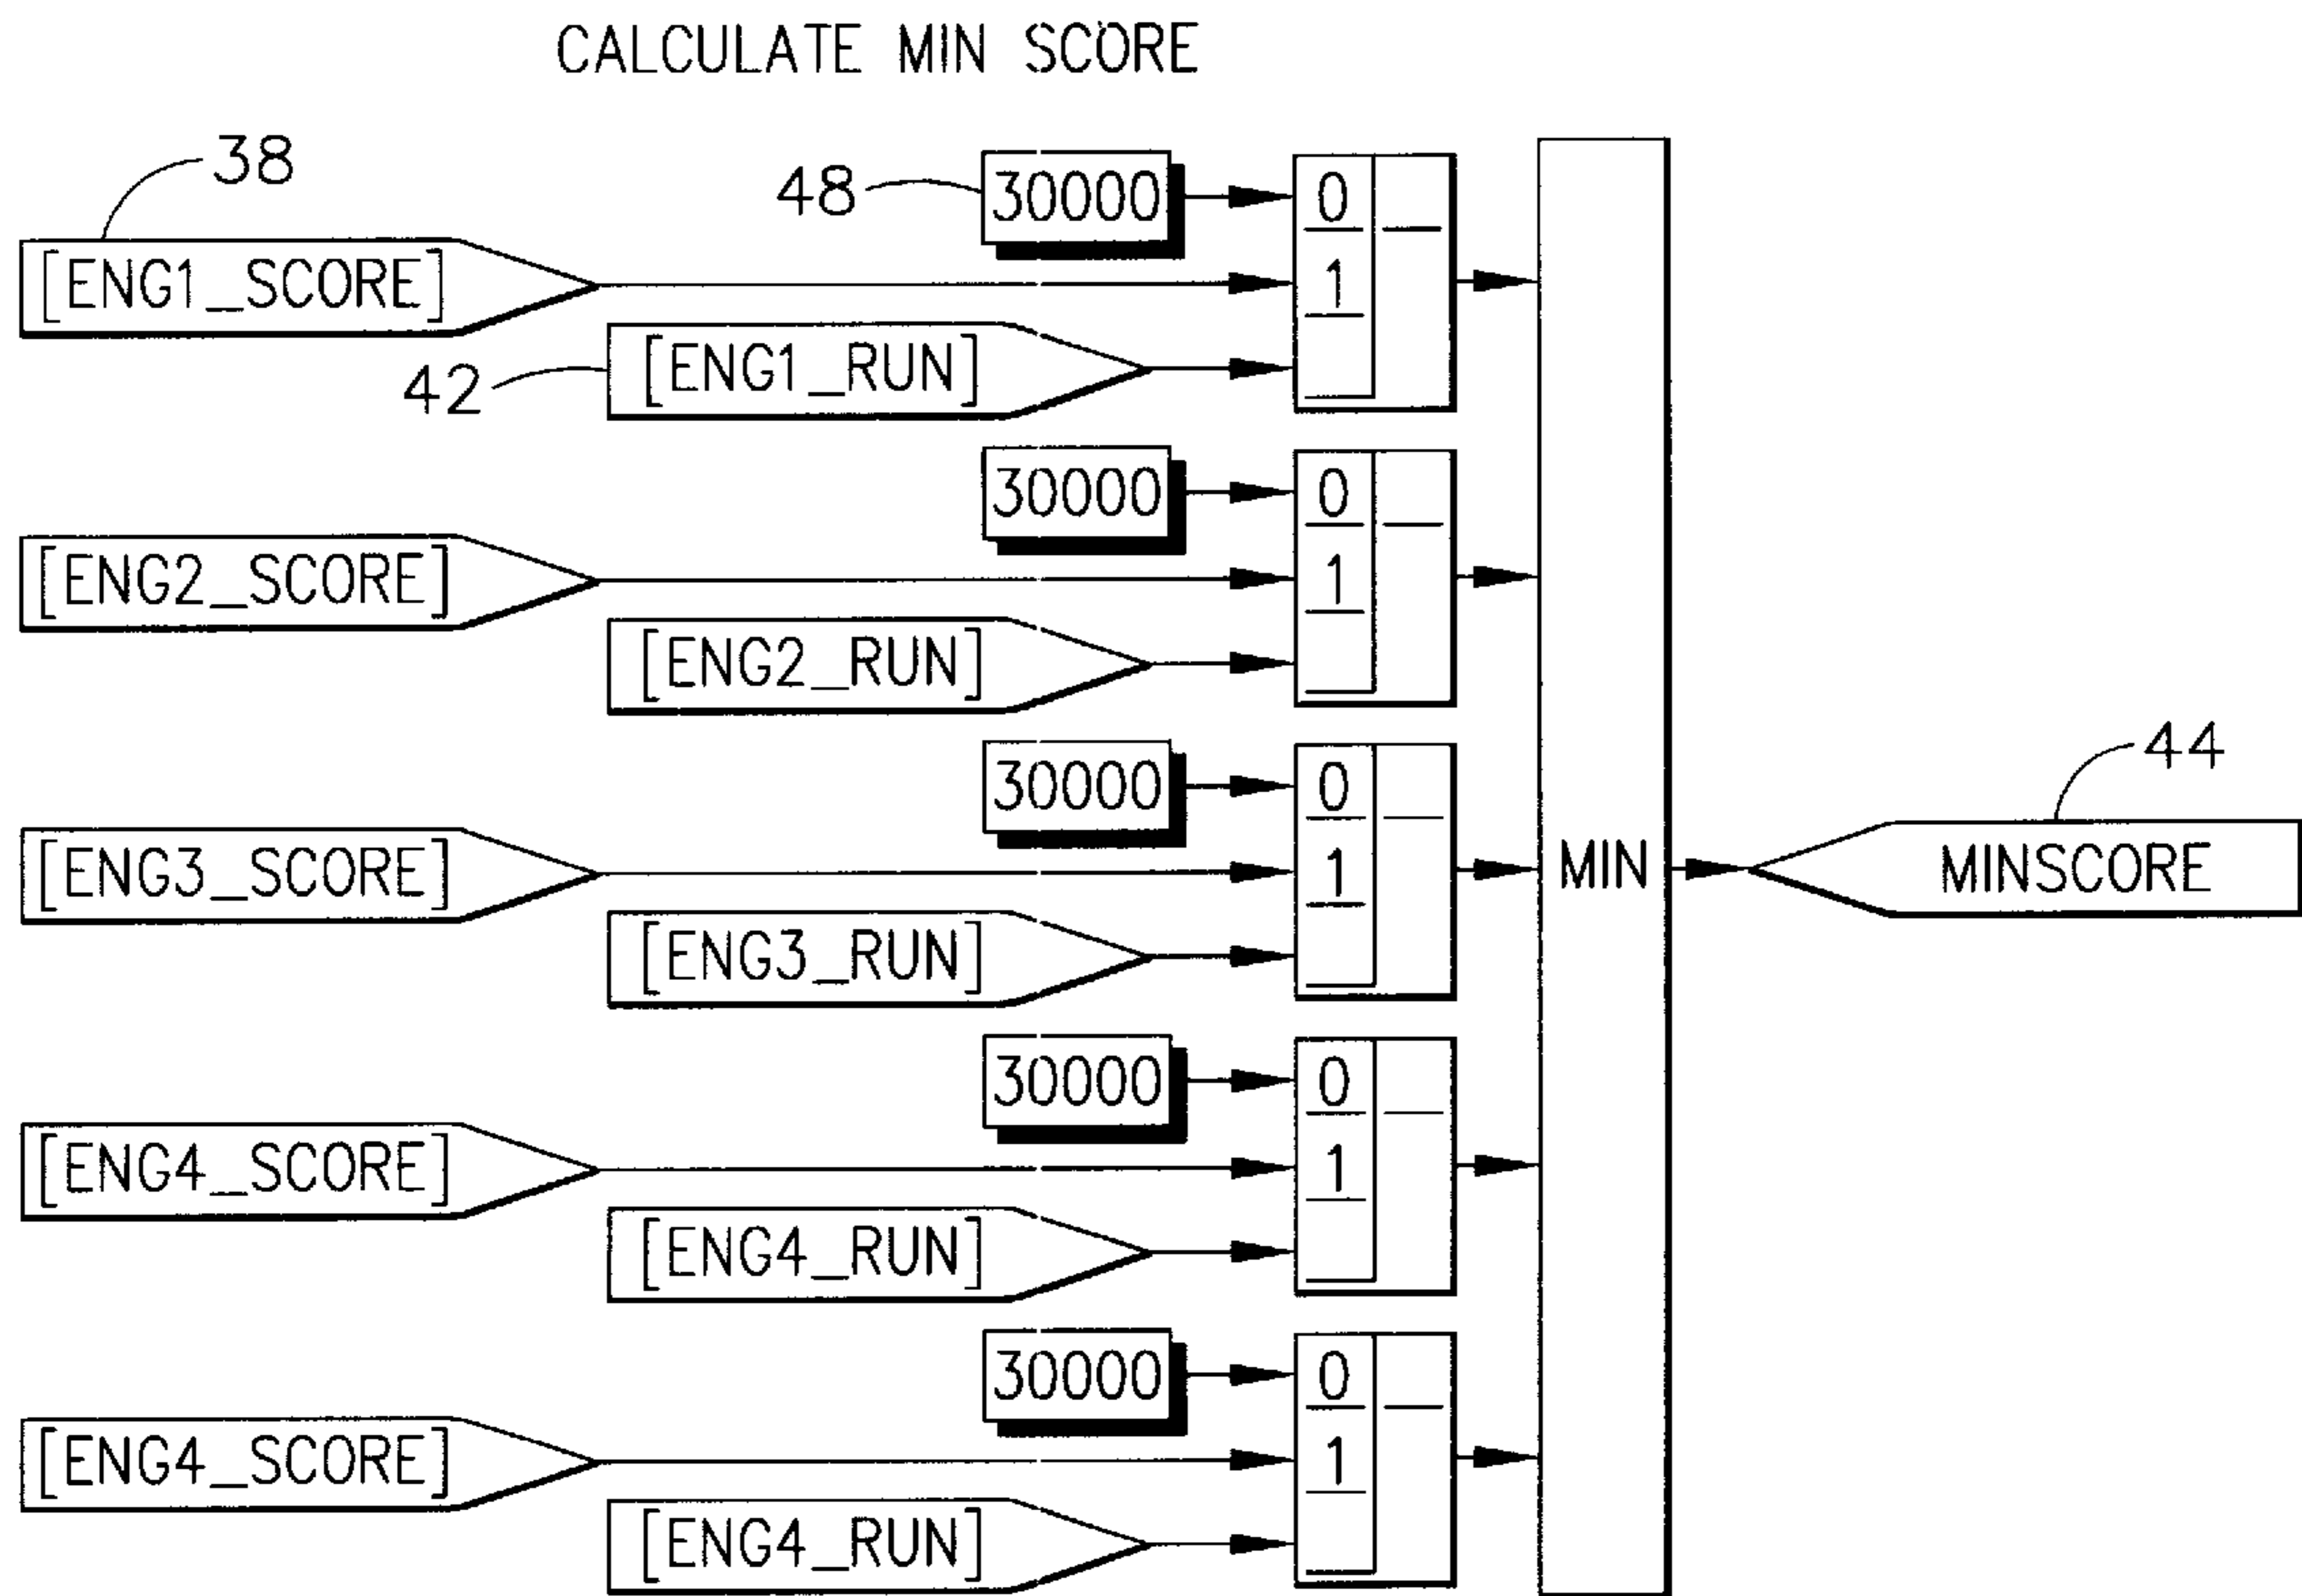 CALCULATE MIN SCORE
38
48
30000
0
[ENG1_SCORE]
1
[ENG1_RUN]
42
30000
0
[ENG2_SCORE]
1
[ENG2_RUN]
30000
0
44
[ENG3_SCORE]
1
MIN
MINSCORE
[ENG3_RUN]
30000
0
[ENG4_SCORE]
1
[ENG4_RUN]
30000
0
[ENG4_SCORE]
1
[ENG4_RUN]